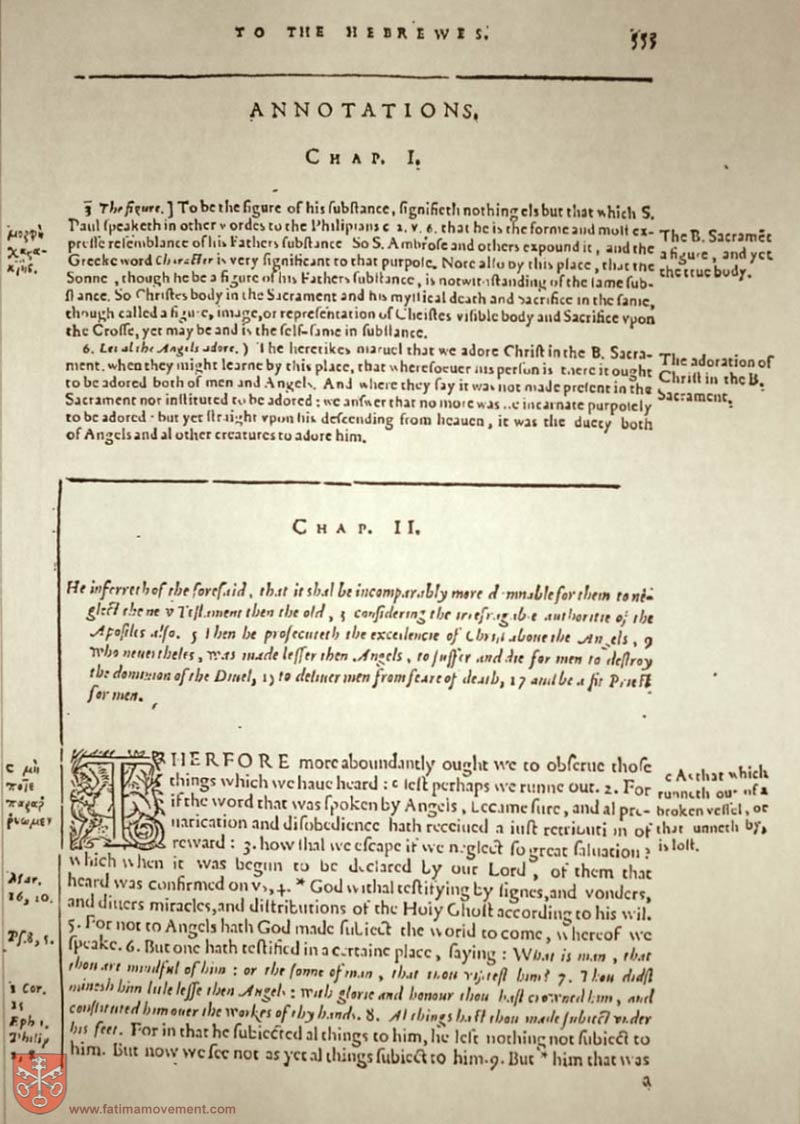 TO THE HEBREWES.
553
ANNOTATIONS,
CHAP. I.
3 The figure.] To be the figure of his ſubſtance, ſignifieth nothing els but that which S.
Paul ſpeaketh in other vvordes to the Philipians c 2. v. 6. that he is the forme and moſt ex-
preſſe reſemblance of his Fathers ſubſtance So S. Ambroſe and others expound it, and the
Greeke word character is very ſignificant to that purpoſe. Note alſo by this place, that the
Sonne, though he be a figure of his Fathers ſubſtance, is notwithſtanding of the ſame ſub-
ſtance. So Chriſtes body in the Sacrament and his myſtical death and Sacrifice in the ſame,
though called a figure, image, or repreſentation of Chriſtes viſible body and Sacrifice vpon
the Croſſe, yet may be and is the ſelf-ſame in ſubſtance.
μορφὴ
χαρα-
The B. Sacramēt
a figure, and yet
the true body.
6. Let al the Angels adore.) The heretikes maruel that we adore Chriſt in the B. Sacra-
ment. when they might learne by this place, that whereſoeuer his perſon is there it ought
to be adored both of men and Angels. And where they ſay it was not made preſent in the
Sacrament nor inſtituted to be adored: we anſwer that no more was he incarnate purpoſely
to be adored: but yet ſtraight vpon his deſcending from heauen, it was the duety both
of Angels and al other creatures to adore him.
The adoration of
Chriſt in the B.
Sacrament.
CHAP. II.
He inferreth of the foreſaid, that it ſhal be incomparably more damnable for them to ne-
glect the nevv Teſtament then the old, 3 conſidering the irrefragable authoritie of the
Apoſtles alſo. 5 Then he proſecuteth the excellencie of Chriſt aboue the Angels, 9
Who neuertheles, was made leſſer then Angels, to ſuffer and die for men to deſtroy
the dominion of the Diuel, 15 to deliuer men from feare of death, 17 and be a fit Prieſt
for men.
THERFORE more aboundantly ought we to obſerue thoſe
things which we haue heard: c leſt perhaps we runne out. 2. For
if the word that was ſpoken by Angels, became ſure, and al pre-
uarication and diſobedience hath receiued a iuſt retribution of
reward: 3. how ſhal we eſcape if we neglect ſo great ſaluation?
which when it was begun to be declared by our Lord, of them that
heard was confirmed on vs, 4. * God withal teſtifying by ſignes, and vvonders,
and diuers miracles, and diſtributions of the Holy Ghoſt according to his wil.
5. For not to Angels hath God made ſubiect the world to come, whereof we
ſpeake. 6. But one hath teſtified in a certaine place, ſaying: What is man, that
thou art mindful of him: or the ſonne of man, that thou viſiteſt him? 7. Thou didſt
minesh him litle leſſe then Angels: with glorie and honour thou haſt crowned him, and
conſtituted him ouer the workes of thy hands. 8. Al things haſt thou made ſubiect vnder
his feet. For in that he ſubiected al things to him, he left nothing not ſubiect to
him. But now we ſee not as yet al things ſubiect to him. 9. But * him that was
a
c μή
ποτε
παραρ
ρυωμεν
c As that which
runneth out of a
broken veſſel, or
that runneth by,
is loſt.
Mar.
16, 20.
Pſ. 8, 5.
1 Cor.
15
Eph 1.
Philip
www.fatimamovement.com